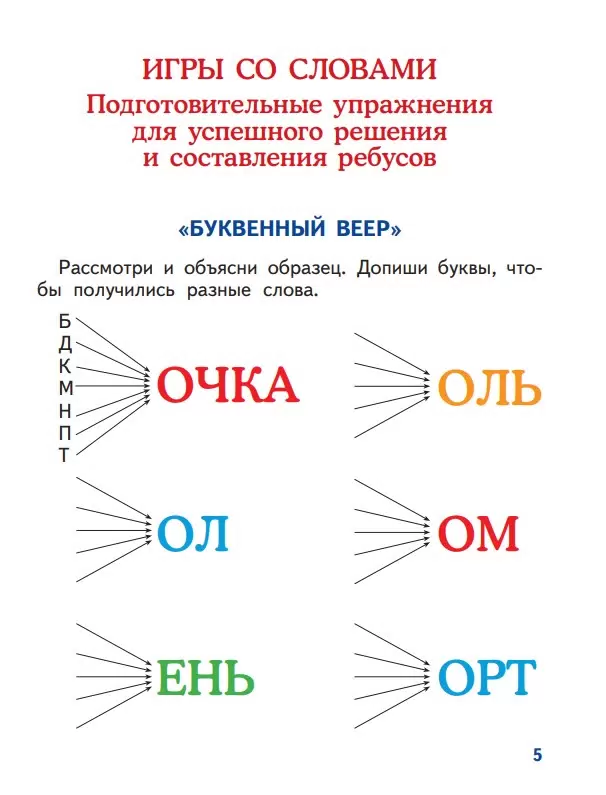 ИГРЫ СО СЛОВАМИ
Подготовительные упражнения
для успешного решения
и составления ребусов
«БУКВЕННЫЙ ВЕЕР»
Рассмотри и объясни образец. Допиши буквы, что-
бы получились разные слова.
Б
Д
К
М
Н
П
Т
ОЧКА
ОЛЬ
ОЛ
ОМ
ЕНЬ
ОРТ
5